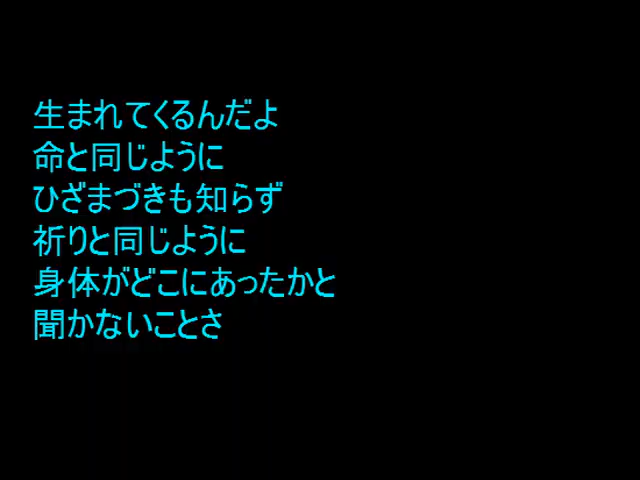 生まれてくるんだよ
命と同じように
ひざまづきも知らず
祈りと同じように
身体がどこにあったかと
聞かないことさ